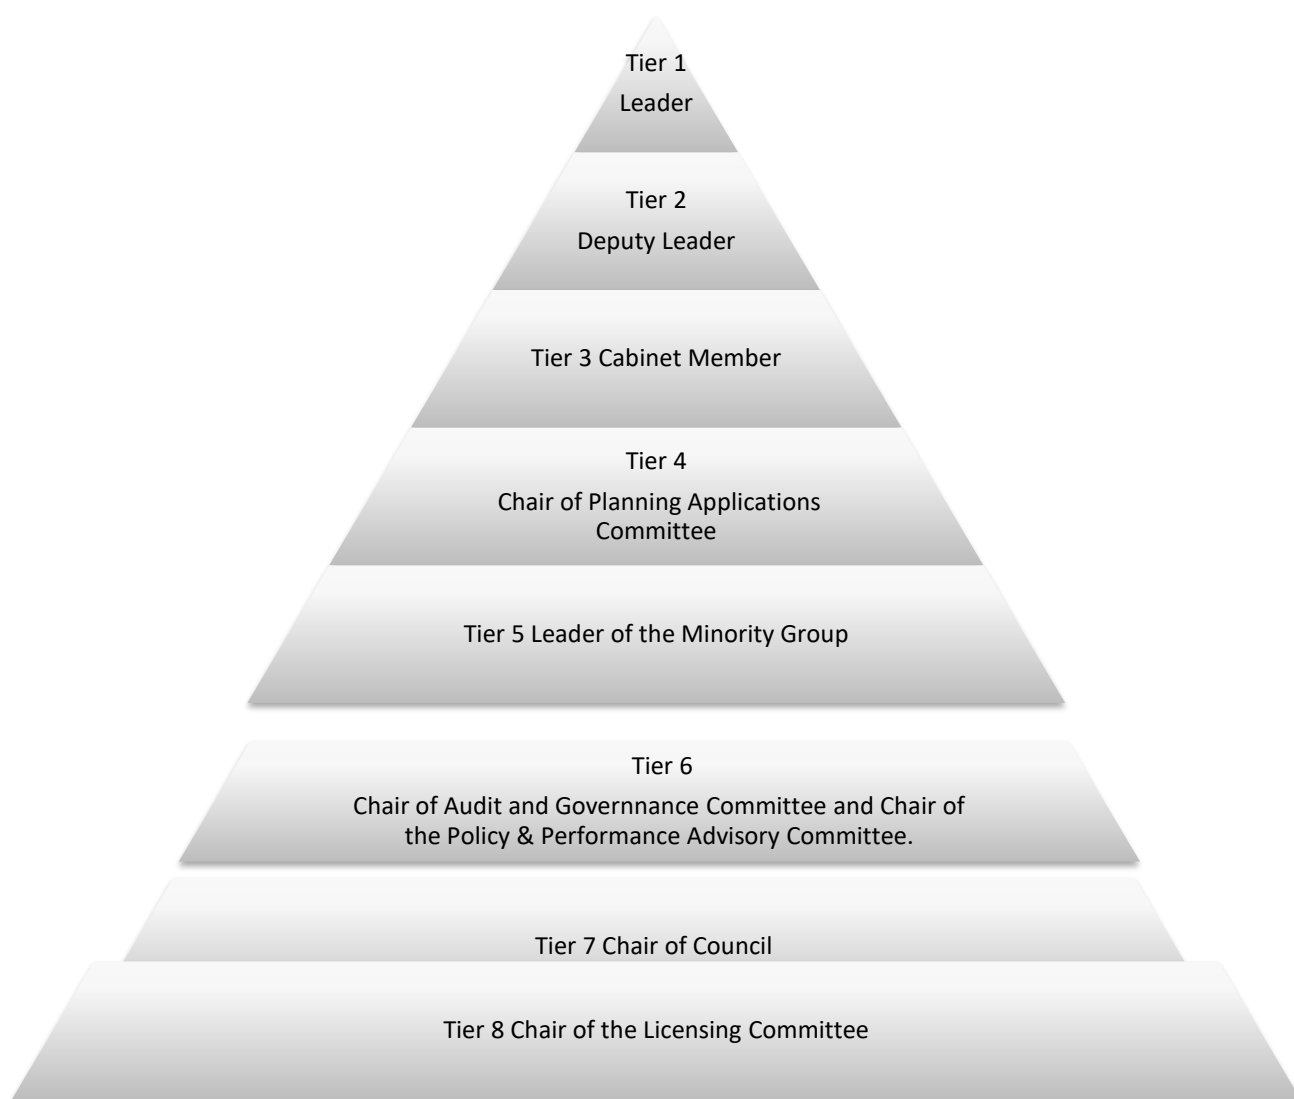 Tier 1
Leader
Tier 2
Deputy Leader
Tier 3 Cabinet Member
Tier 4
Chair of Planning Applications
Committee
Tier 5 Leader of the Minority Group
Tier 6
Chair of Audit and Governnance Committee and Chair of
the Policy & Performance Advisory Committee.
Tier 7 Chair of Council
Tier 8 Chair of the Licensing Committee